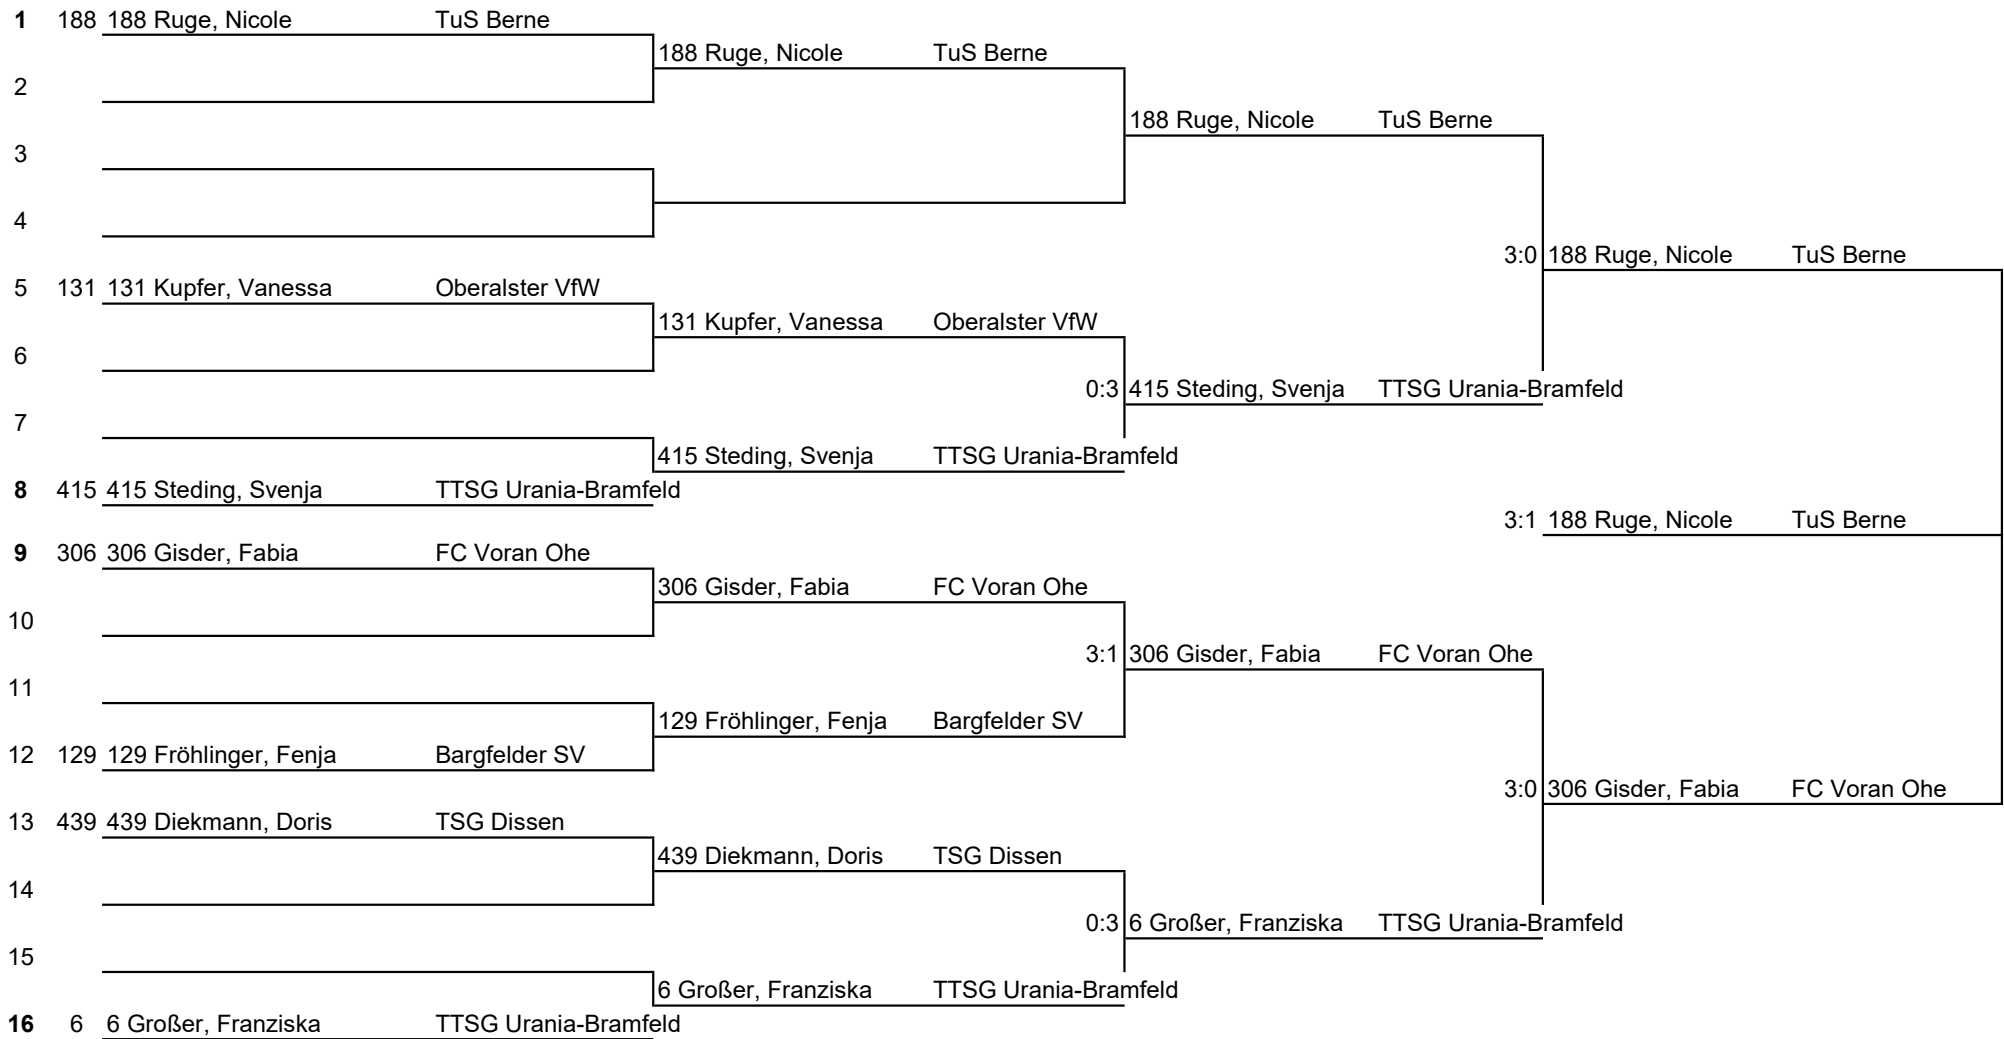 1 188 188 Ruge, Nicole TuS Berne
188 Ruge, Nicole TuS Berne
2
188 Ruge, Nicole TuS Berne
3
4
3:0 188 Ruge, Nicole TuS Berne
5 131 131 Kupfer, Vanessa Oberalster VfW
131 Kupfer, Vanessa Oberalster VfW
6
0:3 415 Steding, Svenja TTSG Urania-Bramfeld
7
415 Steding, Svenja TTSG Urania-Bramfeld
8 415 415 Steding, Svenja TTSG Urania-Bramfeld
3:1 188 Ruge, Nicole TuS Berne
9 306 306 Gisder, Fabia FC Voran Ohe
306 Gisder, Fabia FC Voran Ohe
10
3:1 306 Gisder, Fabia FC Voran Ohe
11
129 Fröhlinger, Fenja Bargfelder SV
12 129 129 Fröhlinger, Fenja Bargfelder SV
3:0 306 Gisder, Fabia FC Voran Ohe
13 439 439 Diekmann, Doris TSG Dissen
439 Diekmann, Doris TSG Dissen
14
0:3 6 Großer, Franziska TTSG Urania-Bramfeld
15
6 Großer, Franziska TTSG Urania-Bramfeld
16 6 6 Großer, Franziska TTSG Urania-Bramfeld